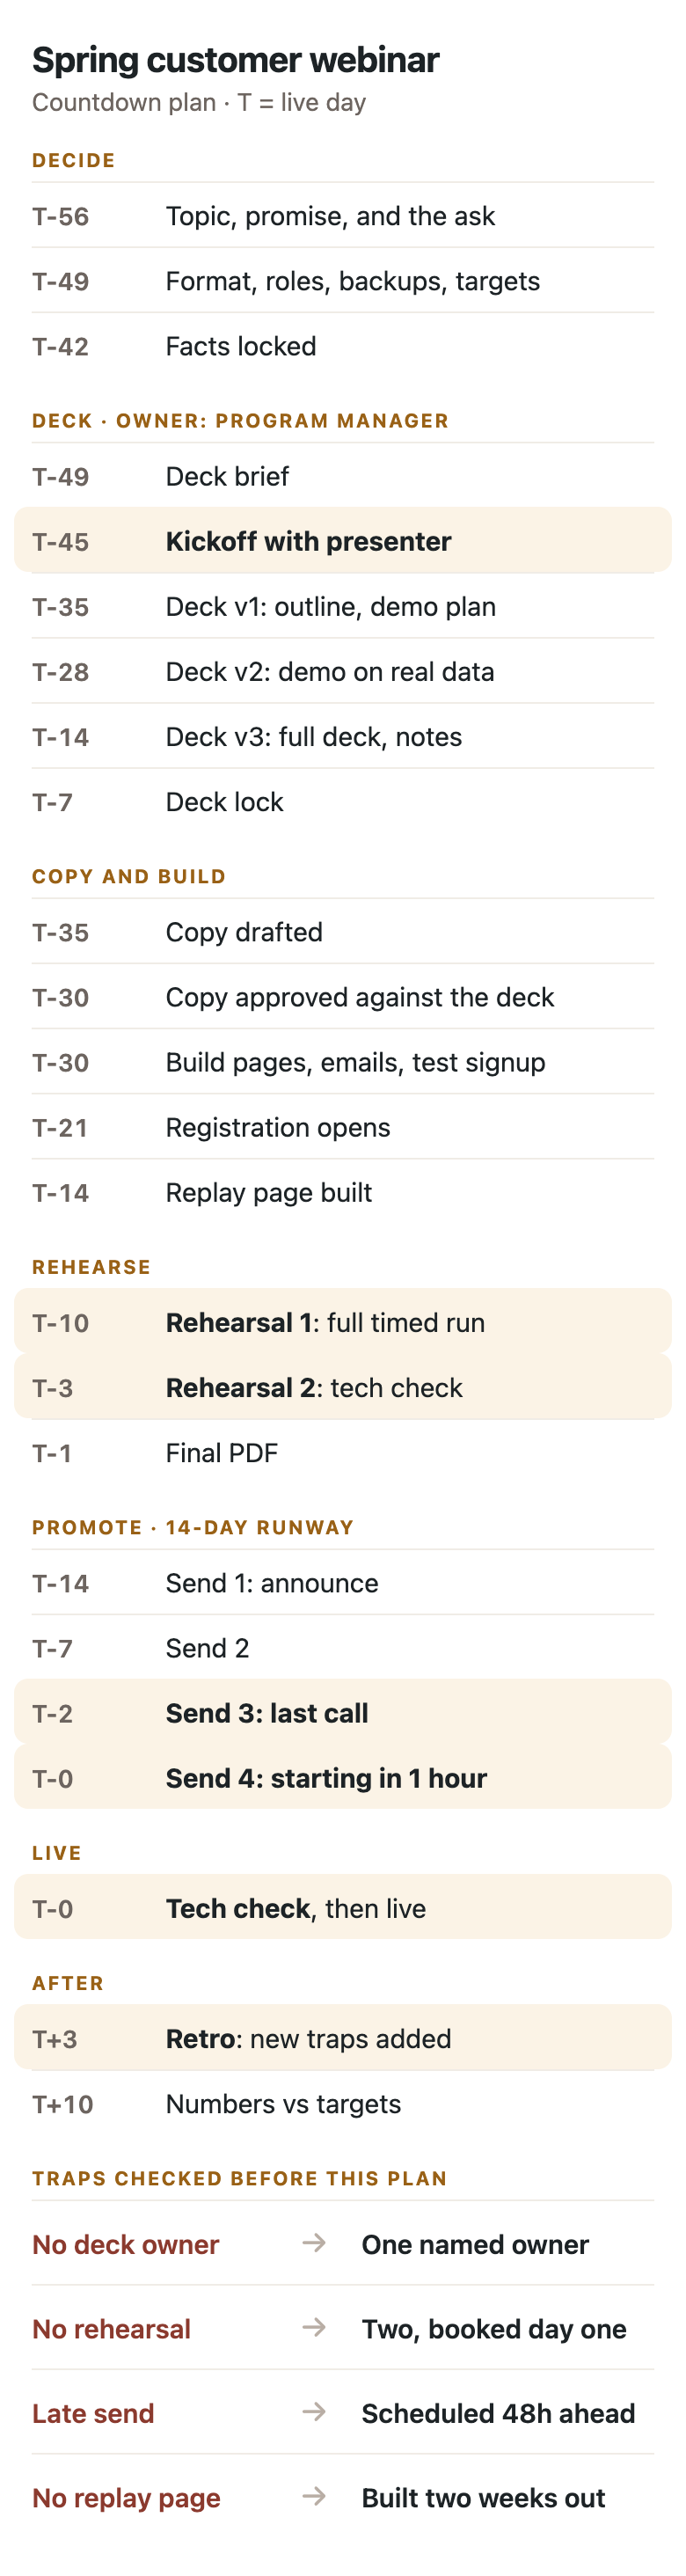 Spring customer webinar
Countdown plan · T = live day
DECIDE
T-56 Topic, promise, and the ask
T-49 Format, roles, backups, targets
T-42 Facts locked
DECK · OWNER: PROGRAM MANAGER
T-49 Deck brief
T-45 Kickoff with presenter
T-35 Deck v1: outline, demo plan
T-28 Deck v2: demo on real data
T-14 Deck v3: full deck, notes
T-7 Deck lock
COPY AND BUILD
T-35 Copy drafted
T-30 Copy approved against the deck
T-30 Build pages, emails, test signup
T-21 Registration opens
T-14 Replay page built
REHEARSE
T-10 Rehearsal 1: full timed run
T-3 Rehearsal 2: tech check
T-1 Final PDF
PROMOTE · 14-DAY RUNWAY
T-14 Send 1: announce
T-7 Send 2
T-2 Send 3: last call
T-0 Send 4: starting in 1 hour
LIVE
T-0 Tech check, then live
AFTER
T+3 Retro: new traps added
T+10 Numbers vs targets
TRAPS CHECKED BEFORE THIS PLAN
No deck owner → One named owner
No rehearsal → Two, booked day one
Late send → Scheduled 48h ahead
No replay page → Built two weeks out